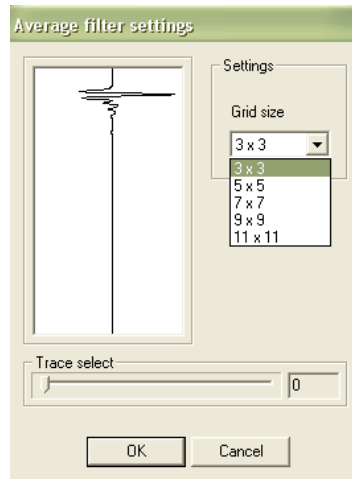 Average filter settings
Settings
Grid size
3 x 3
3 x 3
5 x 5
7 x 7
9 x 9
11 x 11
Trace select
0
OK
Cancel